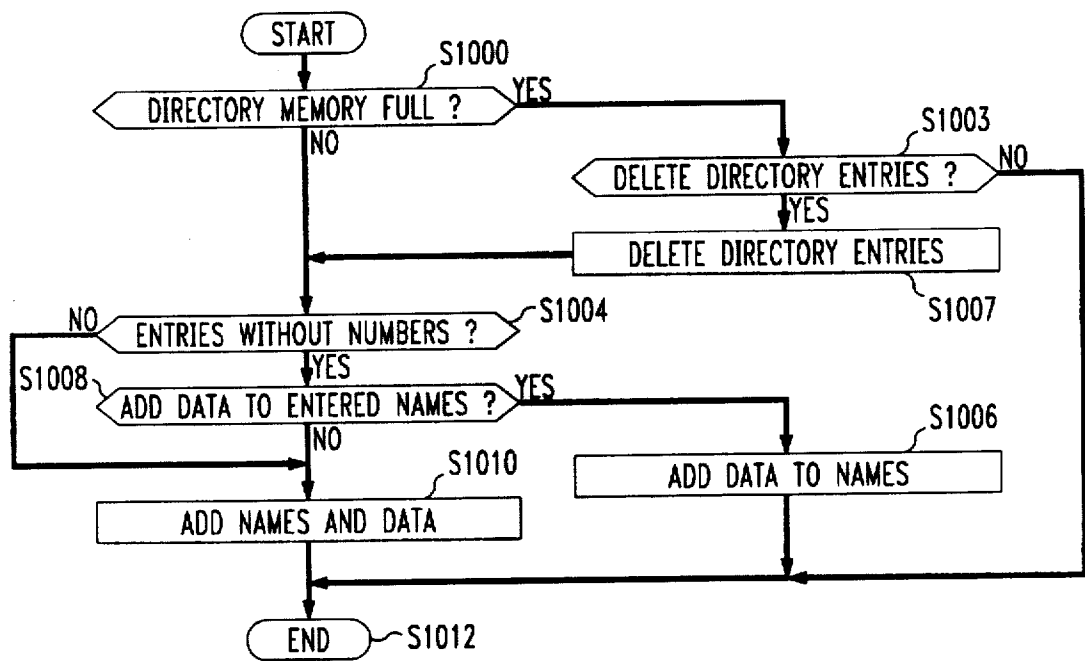 START
S1000
DIRECTORY MEMORY FULL ?
YES
NO
S1003
DELETE DIRECTORY ENTRIES ?
NO
YES
DELETE DIRECTORY ENTRIES
S1007
NO
ENTRIES WITHOUT NUMBERS ?
S1004
YES
S1008
ADD DATA TO ENTERED NAMES ?
YES
NO
S1006
ADD DATA TO NAMES
S1010
ADD NAMES AND DATA
END
S1012